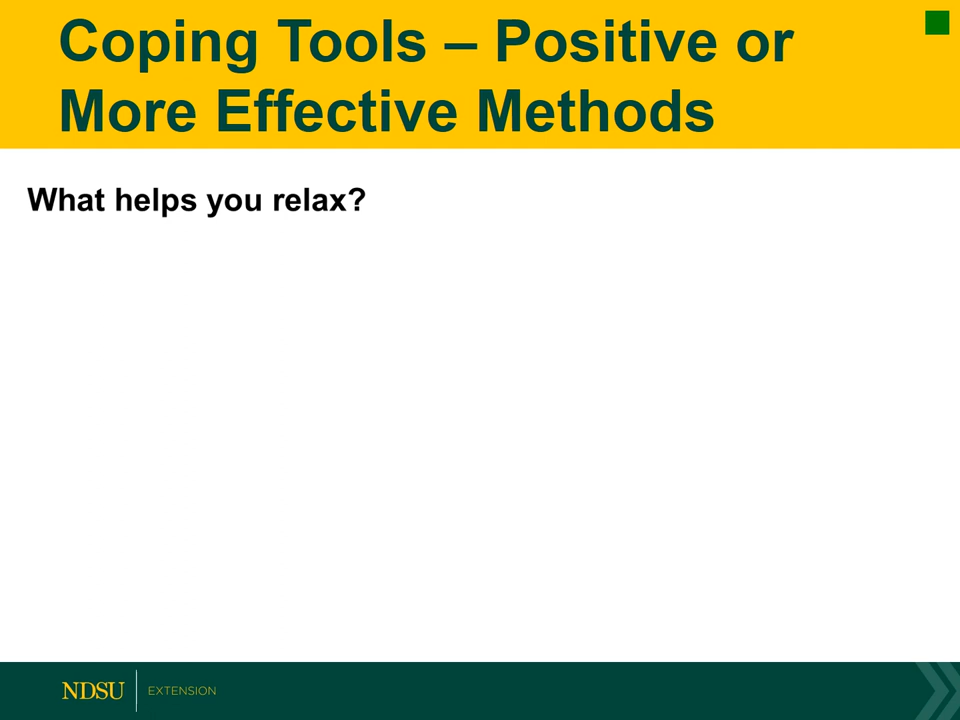 Coping Tools – Positive or
More Effective Methods
What helps you relax?
NDSU
EXTENSION